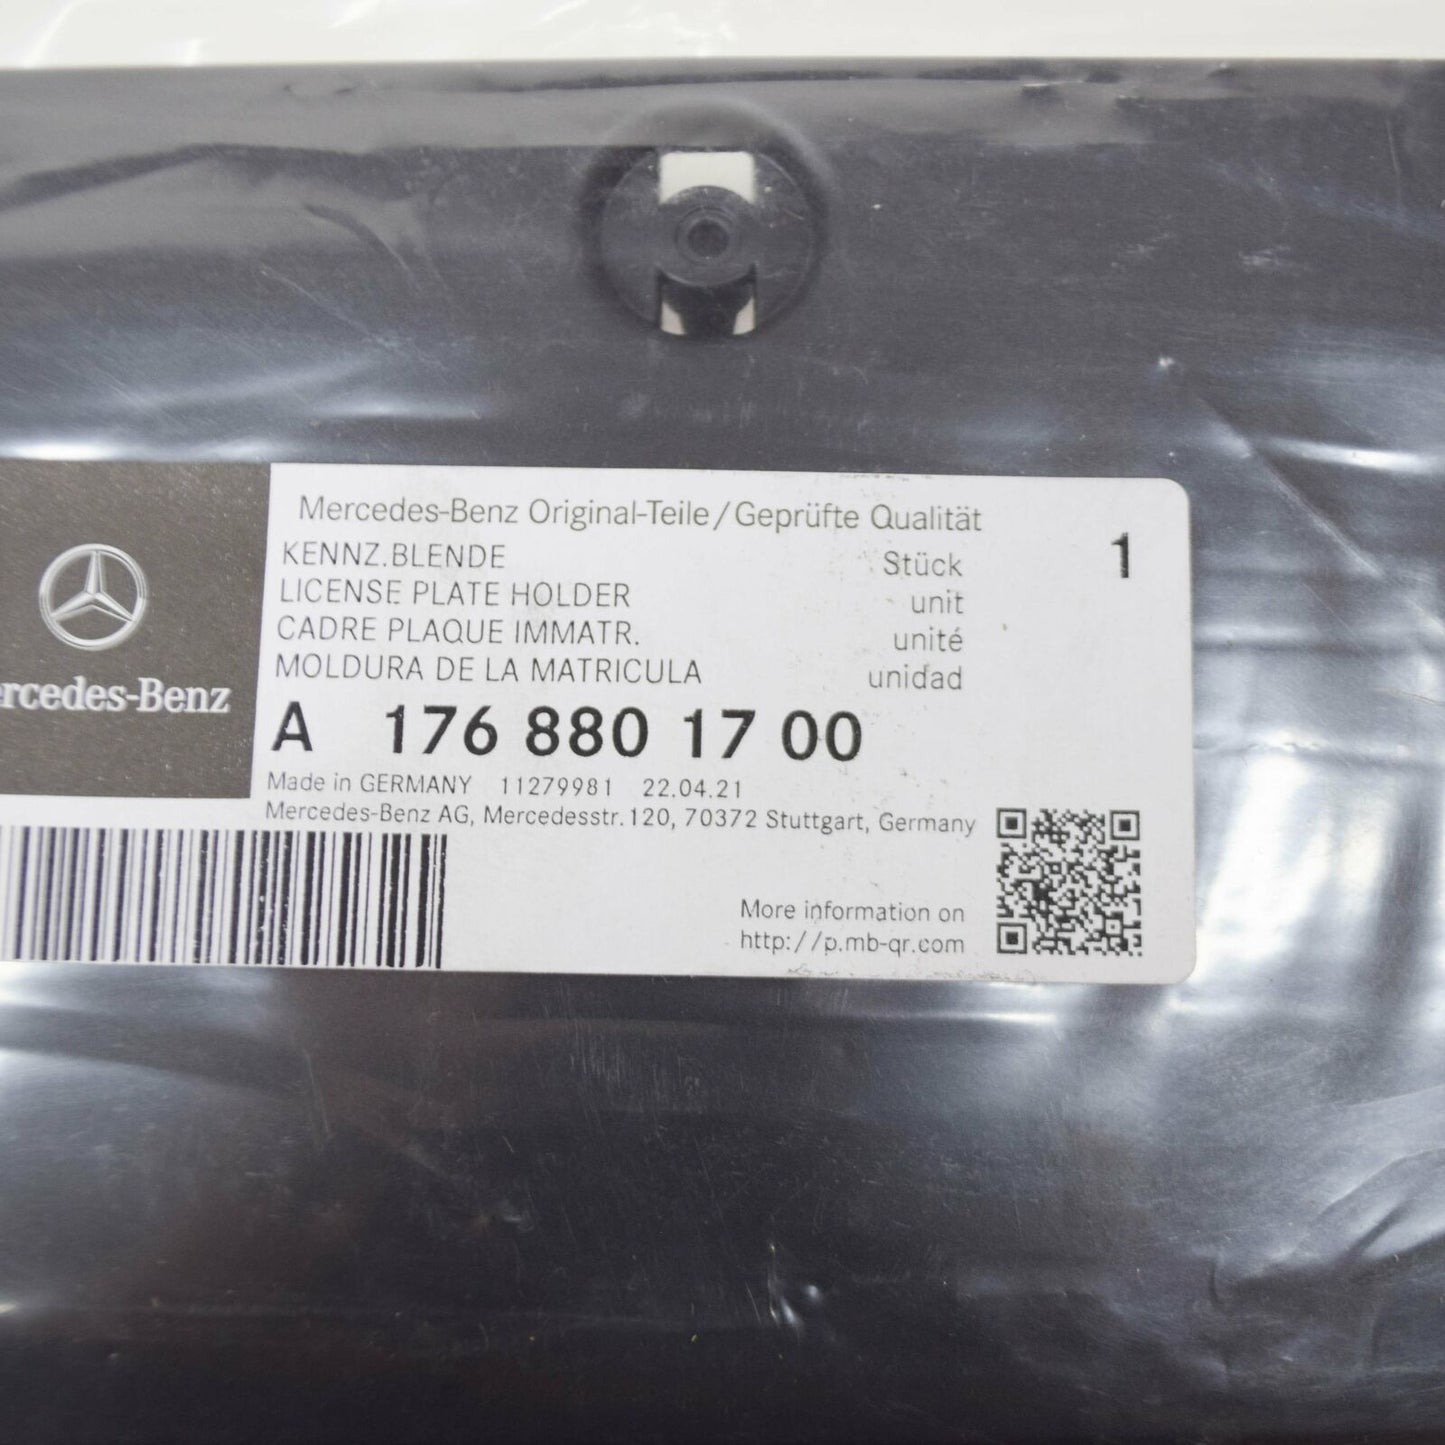 Mercedes-Benz Original-Teile/Geprüfte Qualität
KENNZ.BLENDE Stück 1
LICENSE PLATE HOLDER unit
CADRE PLAQUE IMMATR. unité
MOLDURA DE LA MATRICULA unidad
A 176 880 17 00
Made in GERMANY 11279981 22.04.21
Mercedes-Benz AG, Mercedesstr. 120, 70372 Stuttgart, Germany
More information on
http://p.mb-qr.com
ercedes-Benz